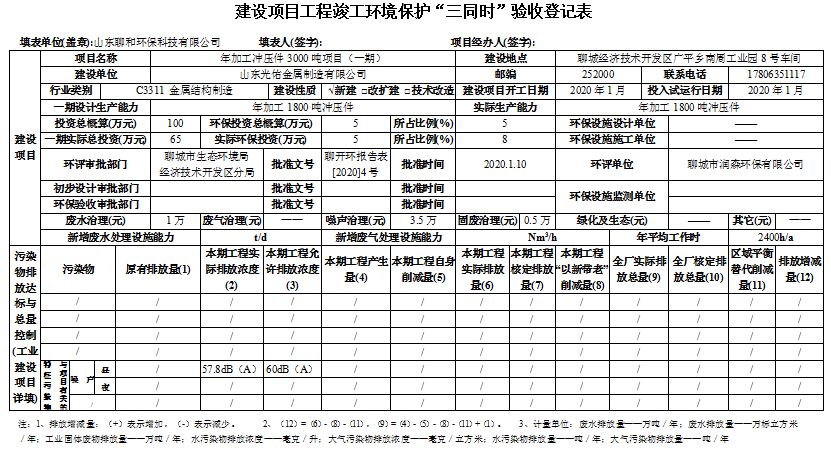 建设项目工程竣工环境保护“三同时”验收登记表
填表单位(盖章):山东聊和环保科技有限公司 填表人(签字): 项目经办人(签字):
建设项目
项目名称 年加工冲压件 3000 吨项目（一期） 建设地点 聊城经济技术开发区广平乡南周工业园 8 号车间
建设单位 山东光佑金属制造有限公司 邮编 252000 联系电话 17806351117
行业类别 C3311 金属结构制造 建设性质 √新建 □改扩建 □技术改造 建设项目开工日期 2020 年 1月 投入试运行日期 2020 年 1月
一期设计生产能力 年加工 1800 吨冲压件 实际生产能力 年加工 1800 吨冲压件
投资总概算(万元) 100 环保投资总概算(万元) 5 所占比例(%) 5 环保设施设计单位 ——
一期实际总投资(万元) 65 实际环保投资(万元) 5 所占比例(%) 8 环保设施施工单位 ——
环评审批部门 聊城市生态环境局经济技术开发区分局 批准文号 聊开环报告表[2020]4 号 批准时间 2020.1.10 环评单位 聊城市润森环保有限公司
初步设计审批部门 批准文号 批准时间 环保设施监测单位
环保验收审批部门 批准文号 批准时间
废水治理(元) 1 万 废气治理(元) —— 噪声治理(元) 3.5 万 固废治理(元) 0.5 万 绿化及生态(元) —— 其它(元) ——
新增废水处理设施能力 t/d 新增废气处理设施能力 Nm³/h 年平均工作时 2400h/a
污染物排放达标与总量控制(工业建设项目详填)
污染物 原有排放量(1) 本期工程实际排放浓度(2) 本期工程允许排放浓度(3) 本期工程产生量(4) 本期工程自身削减量(5) 本期工程实际排放量(6) 本期工程核定排放量(7) 本期工程“以新带老”削减量(8) 全厂实际排放总量(9) 全厂核定排放总量(10) 区域平衡替代削减量(11) 排放增减量(12)
/ / / / / / / / / / / / /
/ / / / / / / / / / / / /
/ / / / / / / / / / / / /
/ / / / / / / / / / / / /
与项目有关的特征污染物 噪声 昼 / 57.8dB（A） 60dB（A） / / / / / / / / /
夜 / / / / / / / / / / / /
/ / / / / / / / / / / / /
注：1、排放增减量：（+）表示增加，（-）表示减少。 2、（12）=（6）-（8）-（11），（9）=（4）-（5）-（8）-（11）+（1）。 3、计量单位：废水排放量——万吨／年；废水排放量——万标立方米
／年；工业固体废物排放量——万吨／年；水污染物排放浓度——毫克／升；大气污染物排放浓度——毫克／立方米；水污染物排放量——吨／年；大气污染物排放量——吨／年